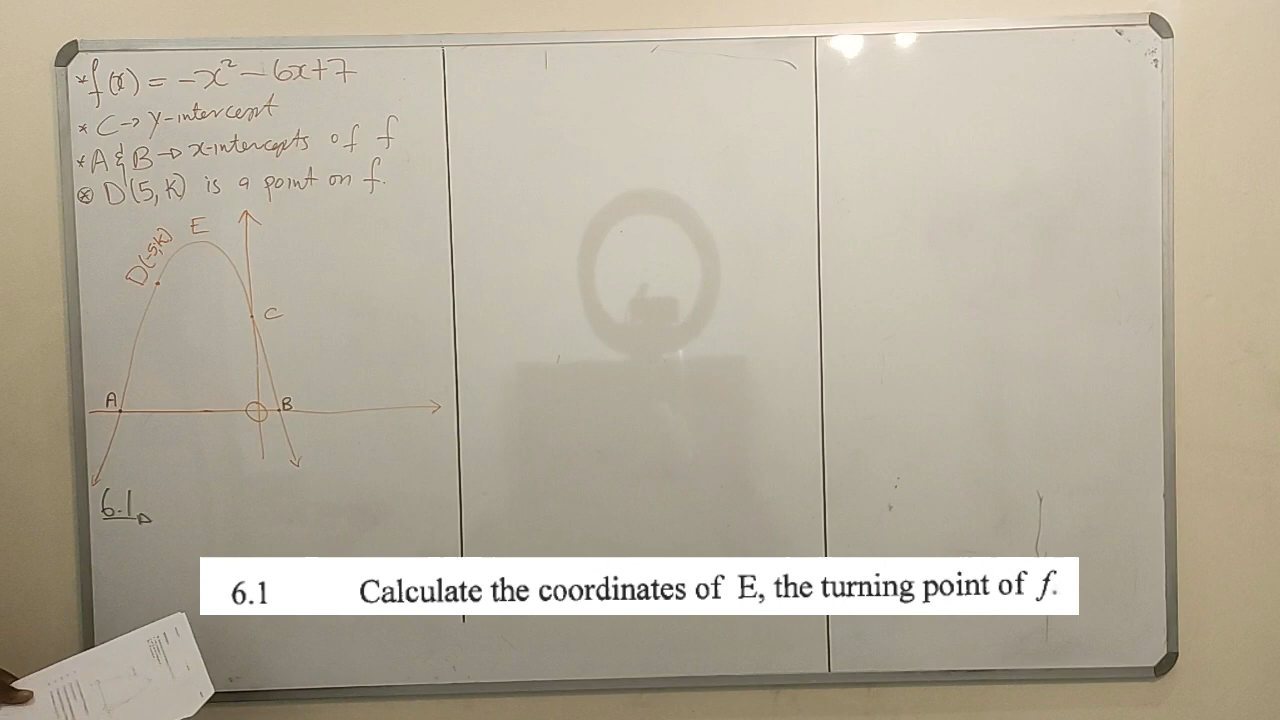 * f(x) = -x² - 6x + 7
* C → y-intercept
* A & B → x-intercepts of f
⊛ D(5, K) is a point on f.
E
D(-5;K)
C
A
B
6.1
6.1 Calculate the coordinates of E, the turning point of f.